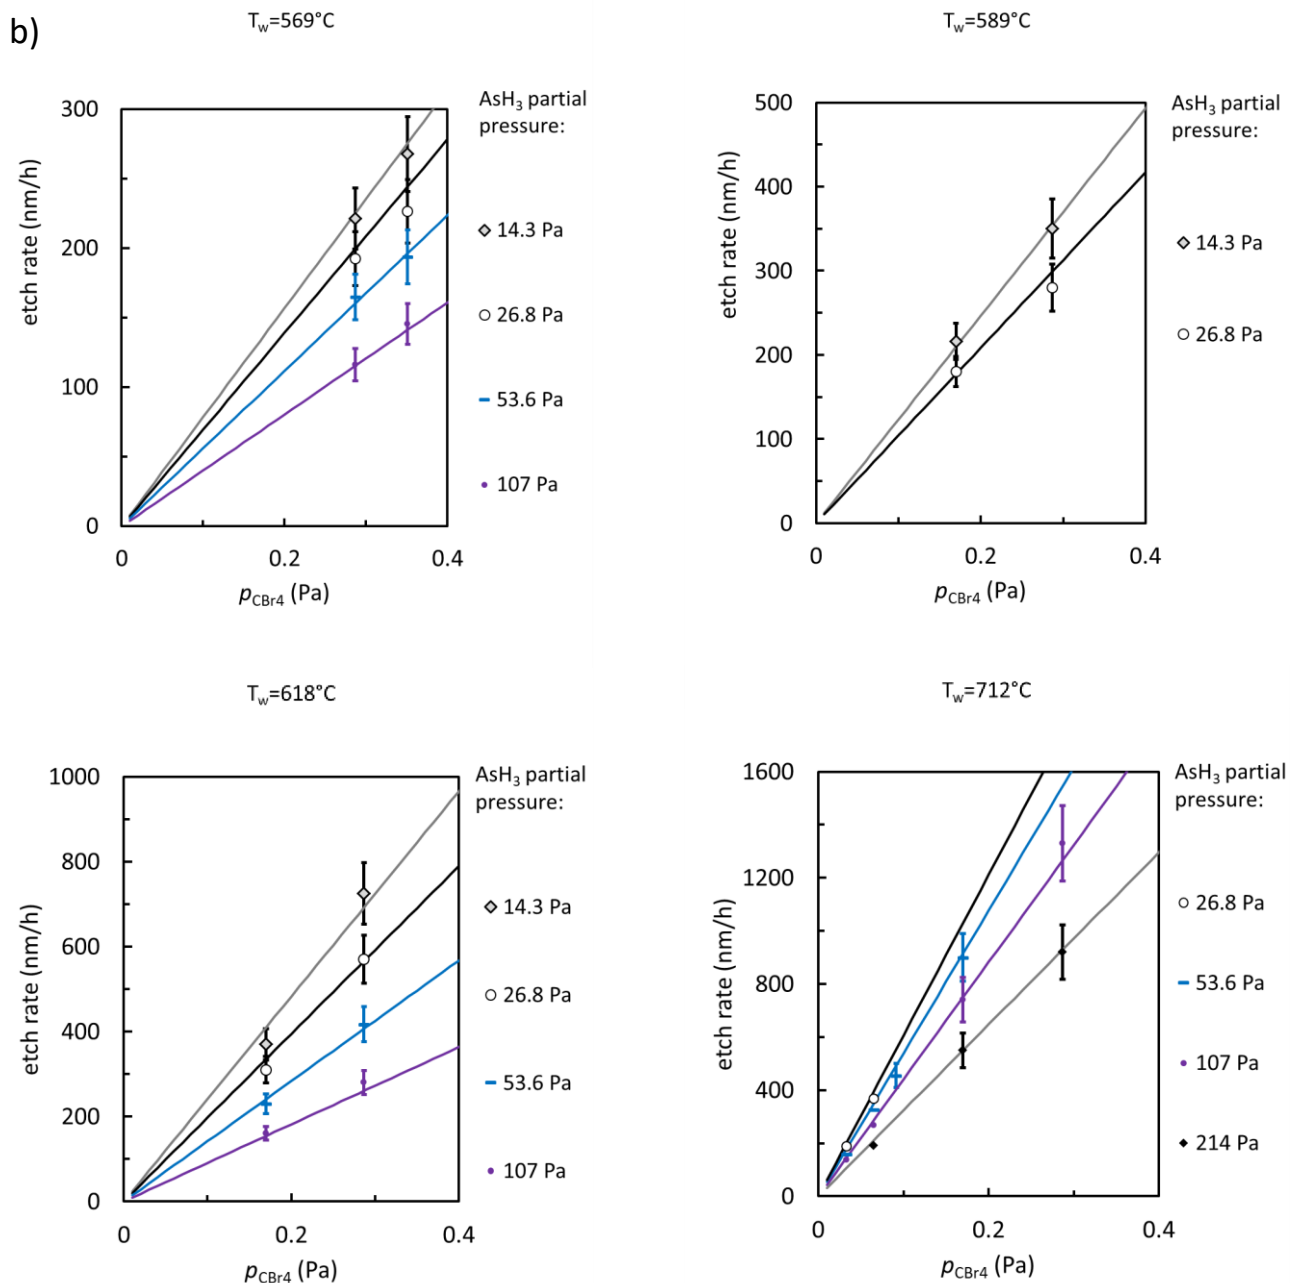 b)
T_w=569°C
300
200
100
0
0
0.2
0.4
etch rate (nm/h)
p_CBr4 (Pa)
AsH₃ partial
pressure:
14.3 Pa
26.8 Pa
53.6 Pa
107 Pa
T_w=589°C
500
400
300
200
100
0
0
0.2
0.4
etch rate (nm/h)
p_CBr4 (Pa)
AsH₃ partial
pressure:
14.3 Pa
26.8 Pa
T_w=618°C
1000
800
600
400
200
0
0
0.2
0.4
etch rate (nm/h)
p_CBr4 (Pa)
AsH₃ partial
pressure:
14.3 Pa
26.8 Pa
53.6 Pa
107 Pa
T_w=712°C
1600
1200
800
400
0
0
0.2
0.4
etch rate (nm/h)
p_CBr4 (Pa)
AsH₃ partial
pressure:
26.8 Pa
53.6 Pa
107 Pa
214 Pa